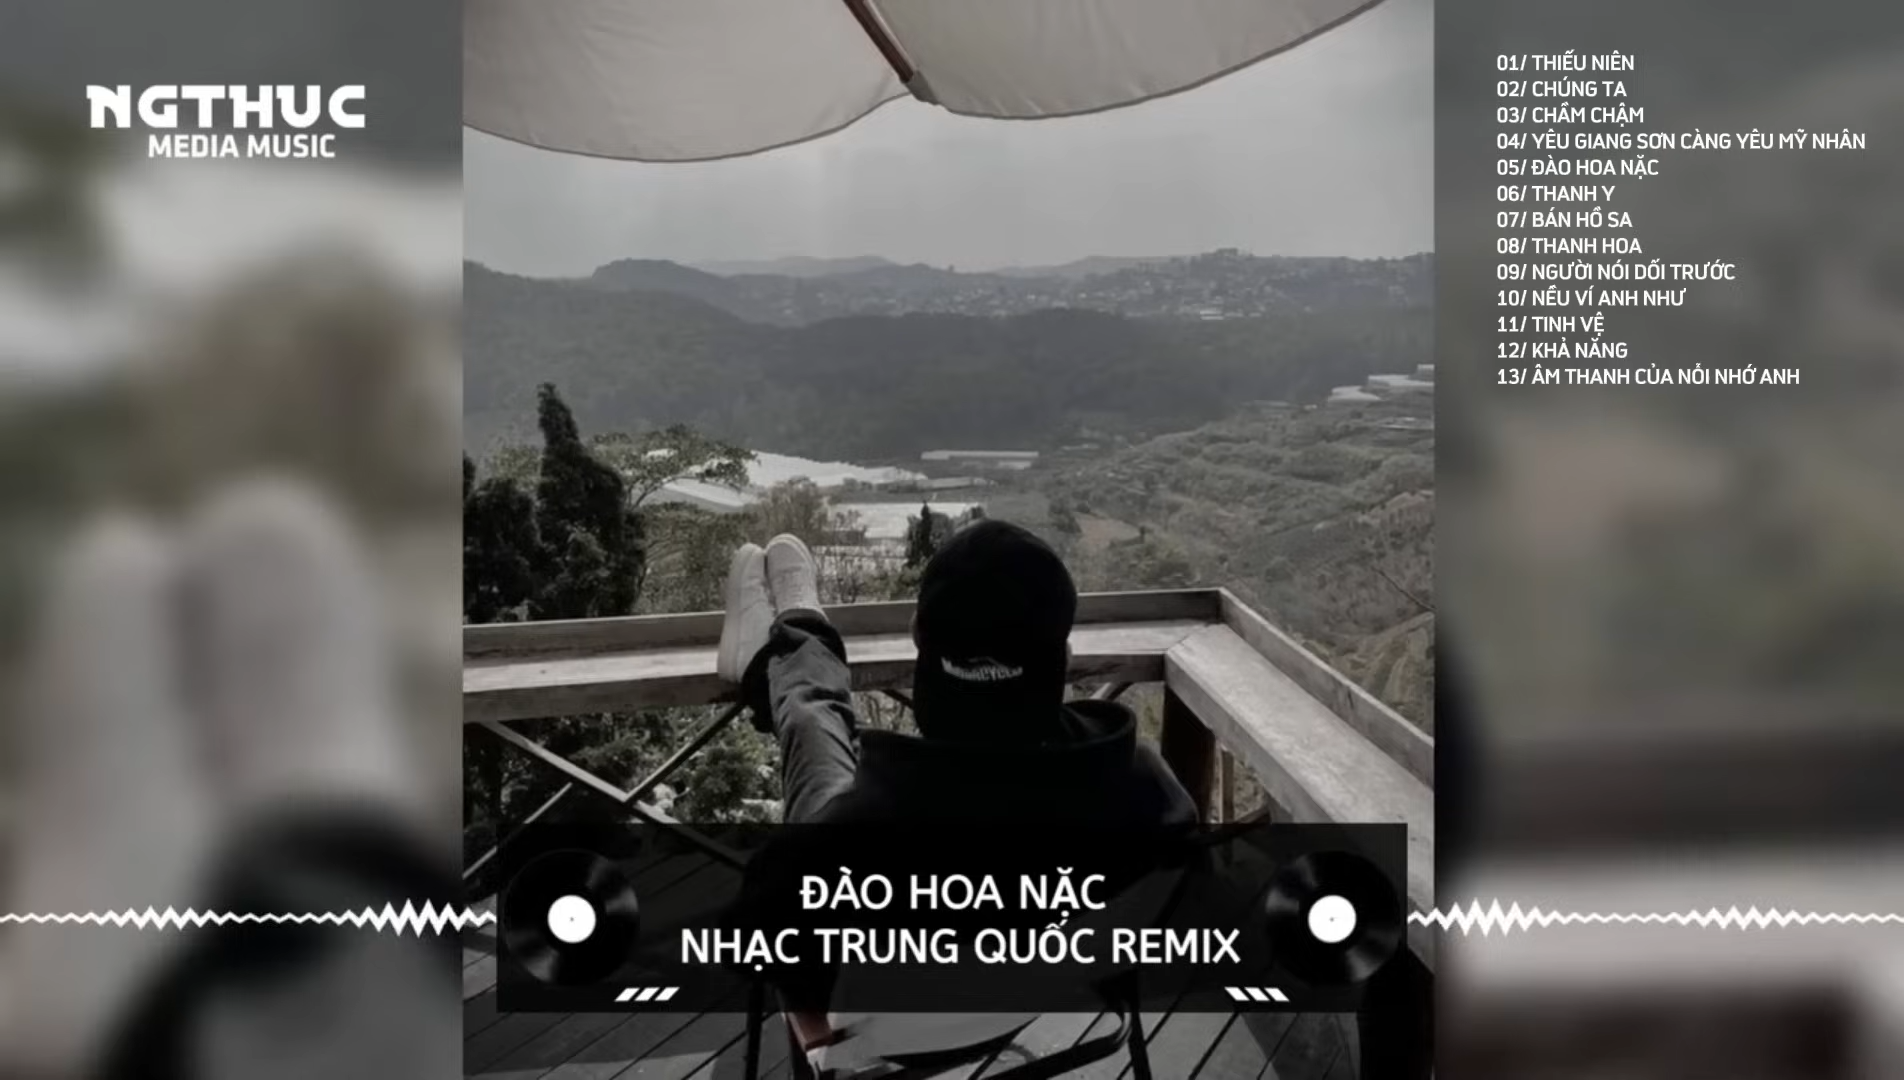 NGTHUC
MEDIA MUSIC
01/ THIẾU NIÊN
02/ CHÚNG TA
03/ CHẦM CHẬM
04/ YÊU GIANG SƠN CÀNG YÊU MỸ NHÂN
05/ ĐÀO HOA NẶC
06/ THANH Y
07/ BÁN HỒ SA
08/ THANH HOA
09/ NGƯỜI NÓI DỐI TRƯỚC
10/ NẾU VÍ ANH NHƯ
11/ TINH VỆ
12/ KHẢ NĂNG
13/ ÂM THANH CỦA NỖI NHỚ ANH
ĐÀO HOA NẶC
NHẠC TRUNG QUỐC REMIX